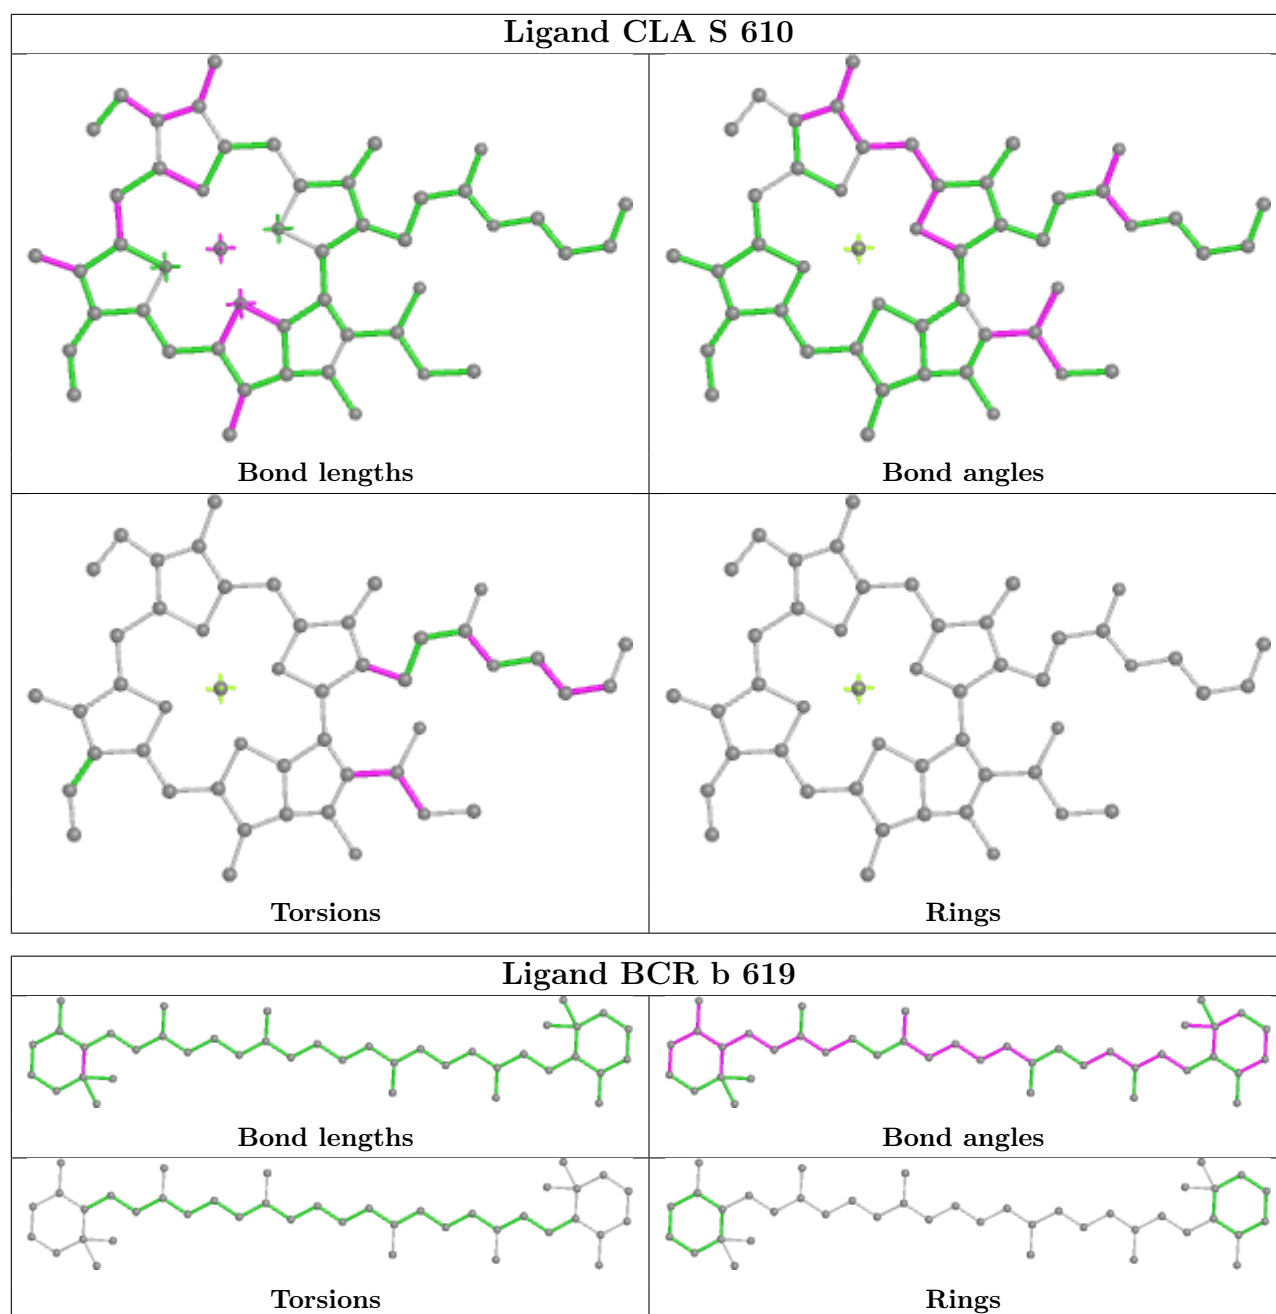 Ligand CLA S 610
Bond lengths
Bond angles
Torsions
Rings
Ligand BCR b 619
Bond lengths
Bond angles
Torsions
Rings